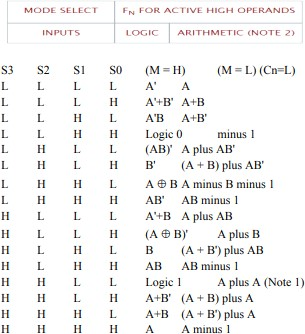 MODE SELECT FN FOR ACTIVE HIGH OPERANDS
INPUTS LOGIC ARITHMETIC (NOTE 2)
S3 S2 S1 S0 (M = H) (M = L) (Cn=L)
L L L L A' A
L L L H A'+B' A+B
L L H L A'B A+B'
L L H H Logic 0 minus 1
L H L L (AB)' A plus AB'
L H L H B' (A + B) plus AB'
L H H L A ⊕ B A minus B minus 1
L H H H AB' AB minus 1
H L L L A'+B A plus AB
H L L H (A ⊕ B)' A plus B
H L H L B (A + B') plus AB
H L H H AB AB minus 1
H H L L Logic 1 A plus A (Note 1)
H H L H A+B' (A + B) plus A
H H H L A+B (A + B') plus A
H H H H A A minus 1